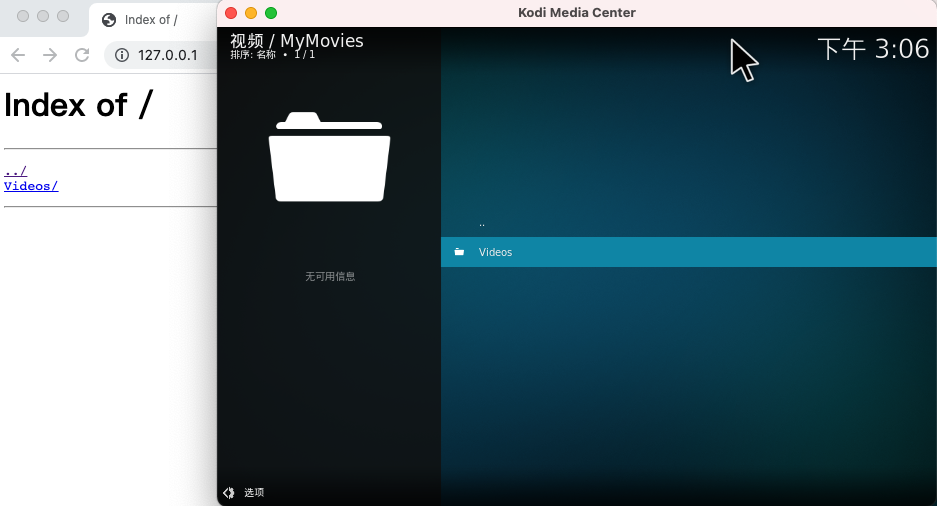 Index of /
127.0.0.1
Index of /
../
Videos/
Kodi Media Center
视频 / MyMovies
排序: 名称 • 1 / 1
下午 3:06
无可用信息
..
Videos
选项